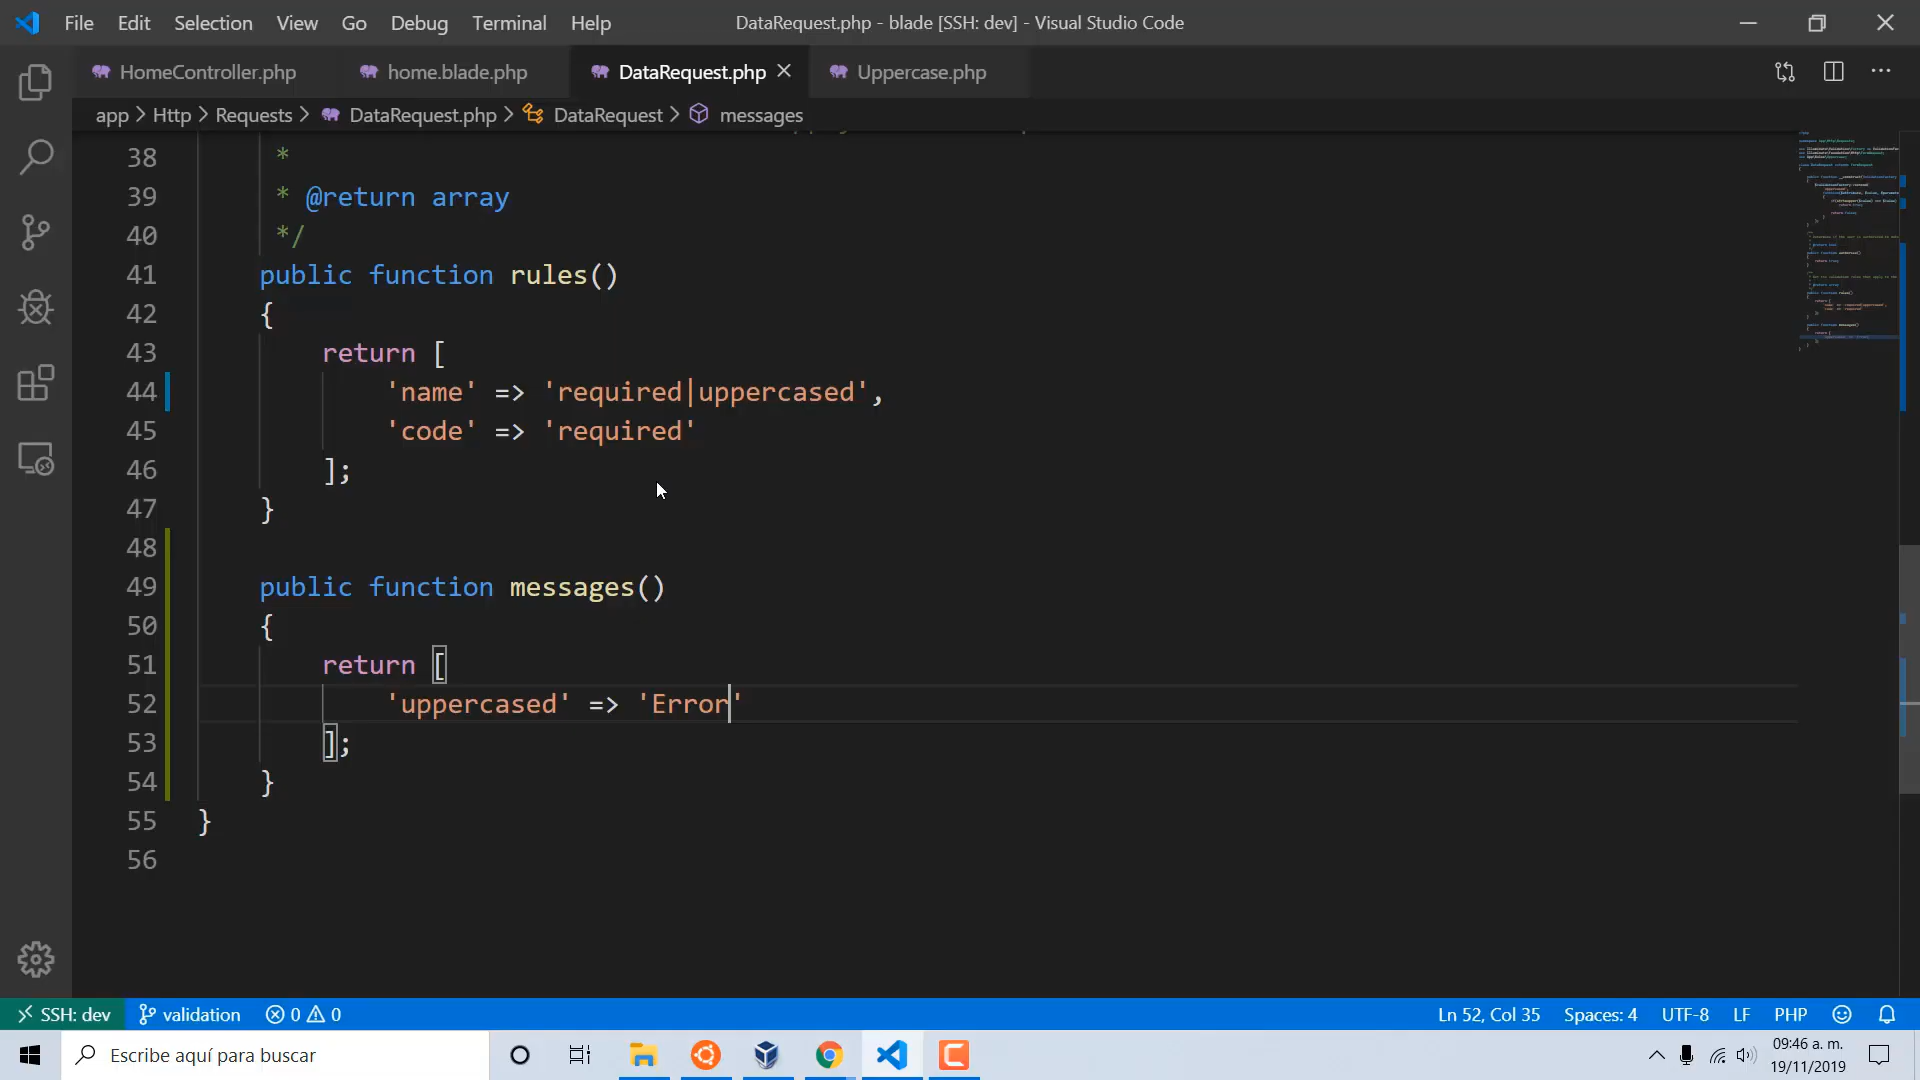 File Edit Selection View Go Debug Terminal Help
DataRequest.php - blade [SSH: dev] - Visual Studio Code
HomeController.php home.blade.php DataRequest.php Uppercase.php
app > Http > Requests > DataRequest.php > DataRequest > messages
38 *
39 * @return array
40 */
41 public function rules()
42 {
43 return [
44 'name' => 'required|uppercased',
45 'code' => 'required'
46 ];
47 }
48
49 public function messages()
50 {
51 return [
52 'uppercased' => 'Error'
53 ];
54 }
55 }
56
SSH: dev validation 0 0 Ln 52, Col 35 Spaces: 4 UTF-8 LF PHP
Escribe aquí para buscar
09:46 a. m.
19/11/2019